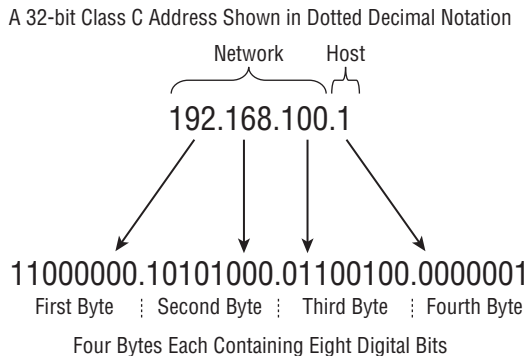 A 32-bit Class C Address Shown in Dotted Decimal Notation
Network Host
192.168.100.1
11000000.10101000.01100100.0000001
First Byte Second Byte Third Byte Fourth Byte
Four Bytes Each Containing Eight Digital Bits